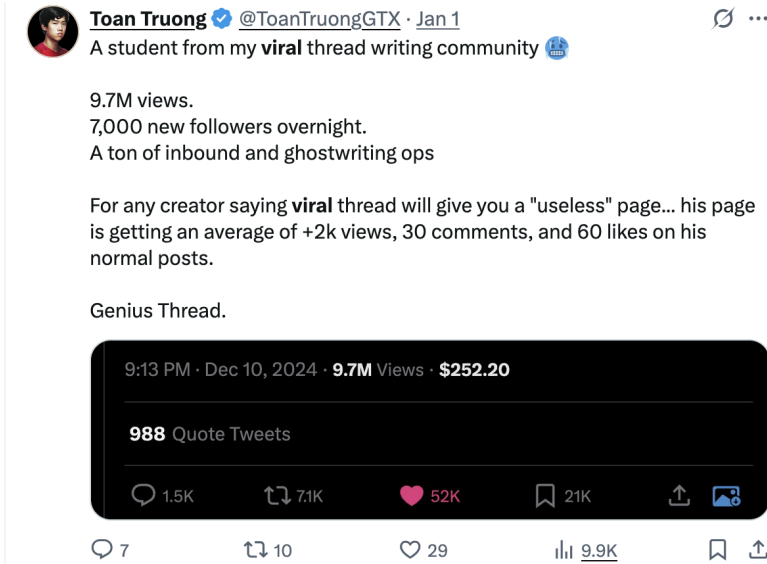 Toan Truong @ToanTruongGTX · Jan 1
A student from my viral thread writing community 🥶
9.7M views.
7,000 new followers overnight.
A ton of inbound and ghostwriting ops
For any creator saying viral thread will give you a "useless" page... his page
is getting an average of +2k views, 30 comments, and 60 likes on his
normal posts.
Genius Thread.
9:13 PM · Dec 10, 2024 · 9.7M Views · $252.20
988 Quote Tweets
1.5K 7.1K 52K 21K
7 10 29 9.9K